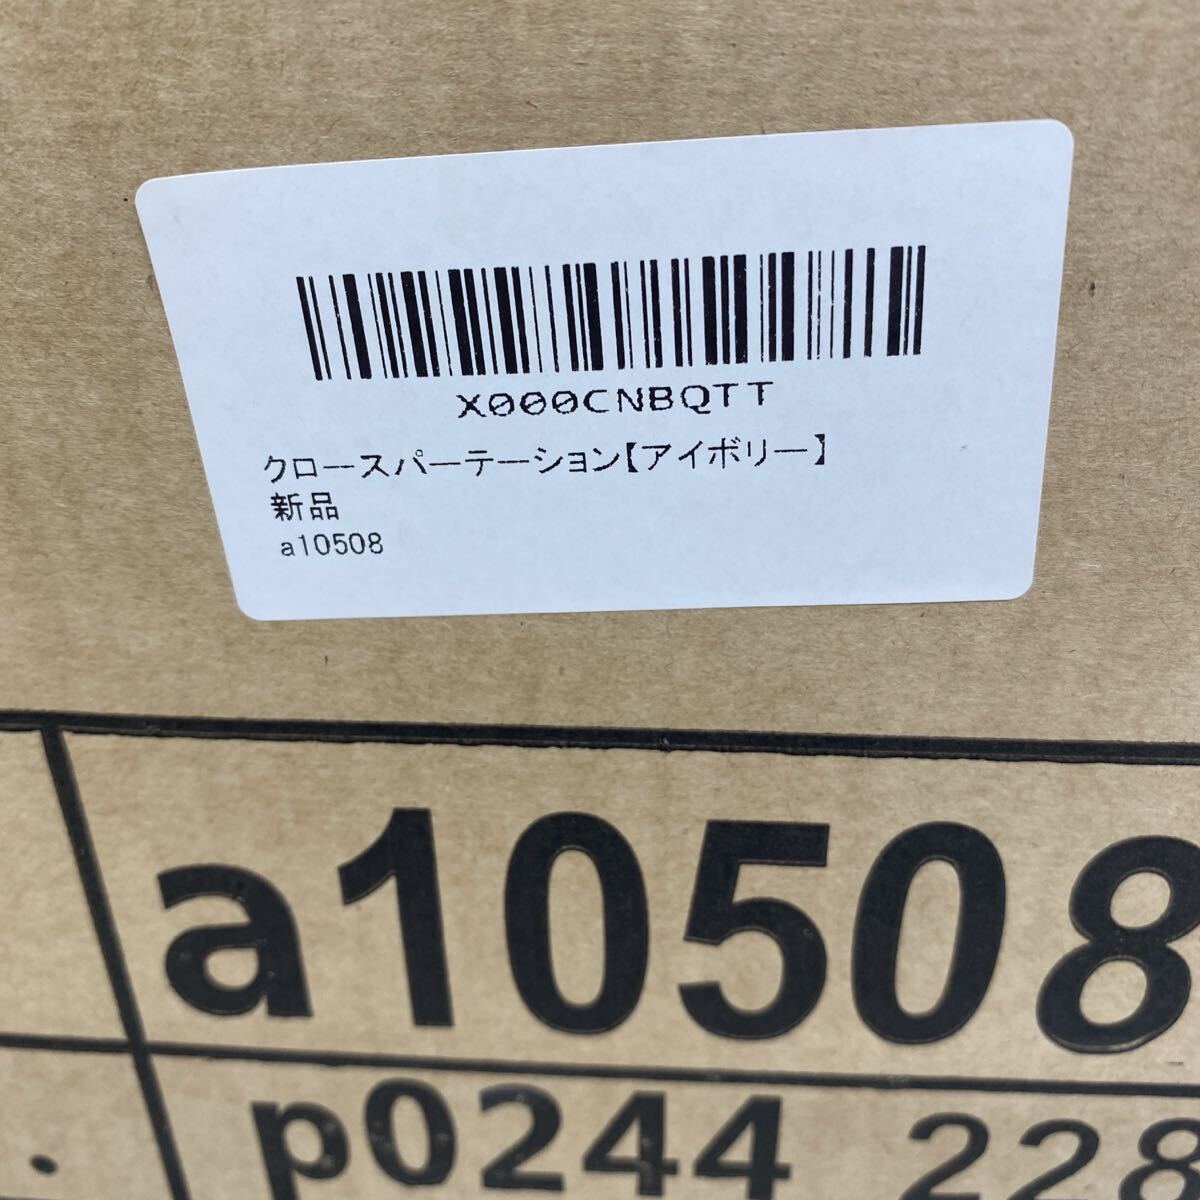 X000CNBQTT
クロースパーテーション【アイボリー】
新品
a10508
a10508
p0244 228